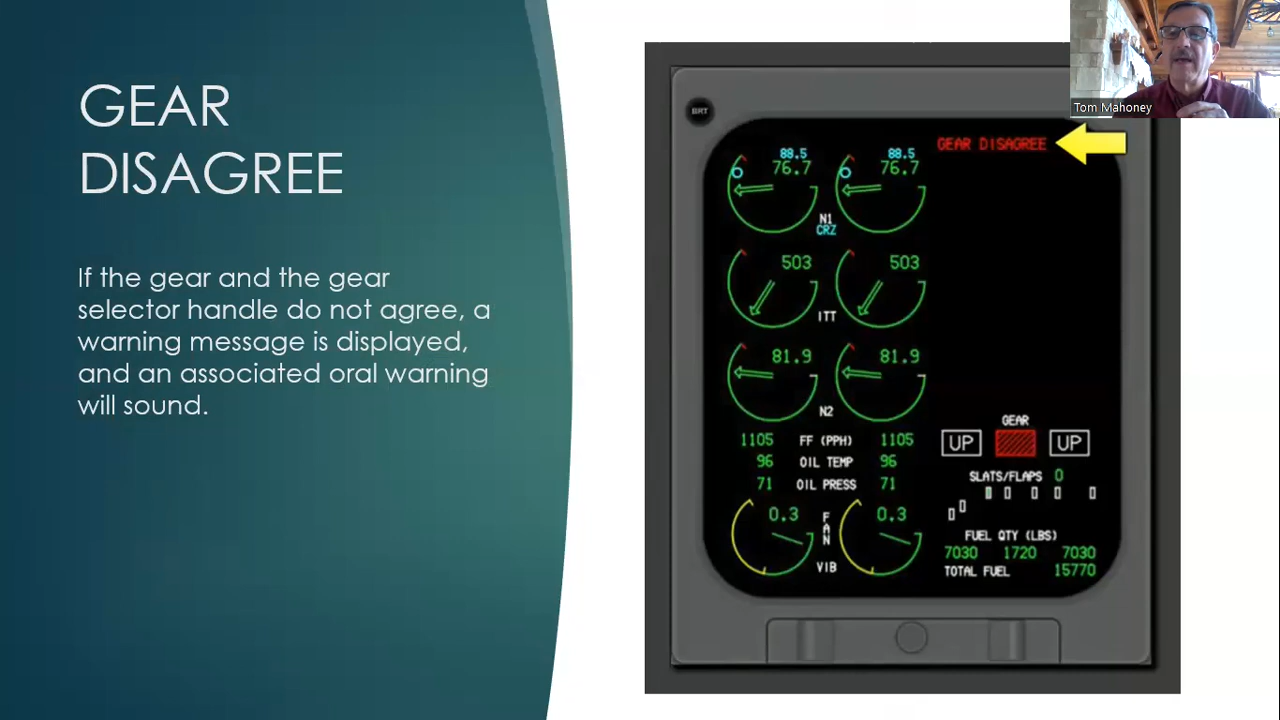 GEAR
DISAGREE
If the gear and the gear
selector handle do not agree, a
warning message is displayed,
and an associated oral warning
will sound.
Tom Mahoney
BRT
GEAR DISAGREE
88.5 88.5
76.7 76.7
N1
CRZ
503 503
ITT
81.9 81.9
N2
1105 FF (PPH) 1105
96 OIL TEMP 96
71 OIL PRESS 71
0.3 FAN 0.3
VIB
GEAR
UP UP
SLATS/FLAPS 0
FUEL QTY (LBS)
7030 1720 7030
TOTAL FUEL 15770